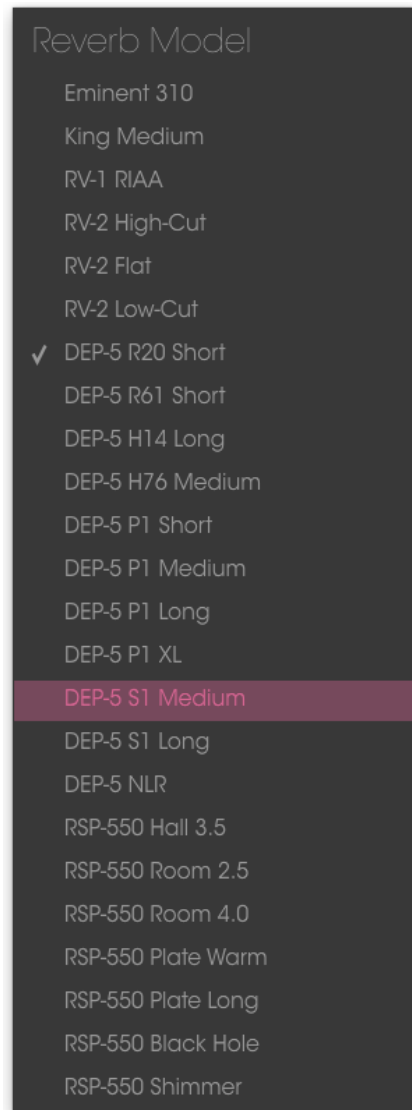 Reverb Model
Eminent 310
King Medium
RV-1 RIAA
RV-2 High-Cut
RV-2 Flat
RV-2 Low-Cut
✓ DEP-5 R20 Short
DEP-5 R61 Short
DEP-5 H14 Long
DEP-5 H76 Medium
DEP-5 P1 Short
DEP-5 P1 Medium
DEP-5 P1 Long
DEP-5 P1 XL
DEP-5 S1 Medium
DEP-5 S1 Long
DEP-5 NLR
RSP-550 Hall 3.5
RSP-550 Room 2.5
RSP-550 Room 4.0
RSP-550 Plate Warm
RSP-550 Plate Long
RSP-550 Black Hole
RSP-550 Shimmer